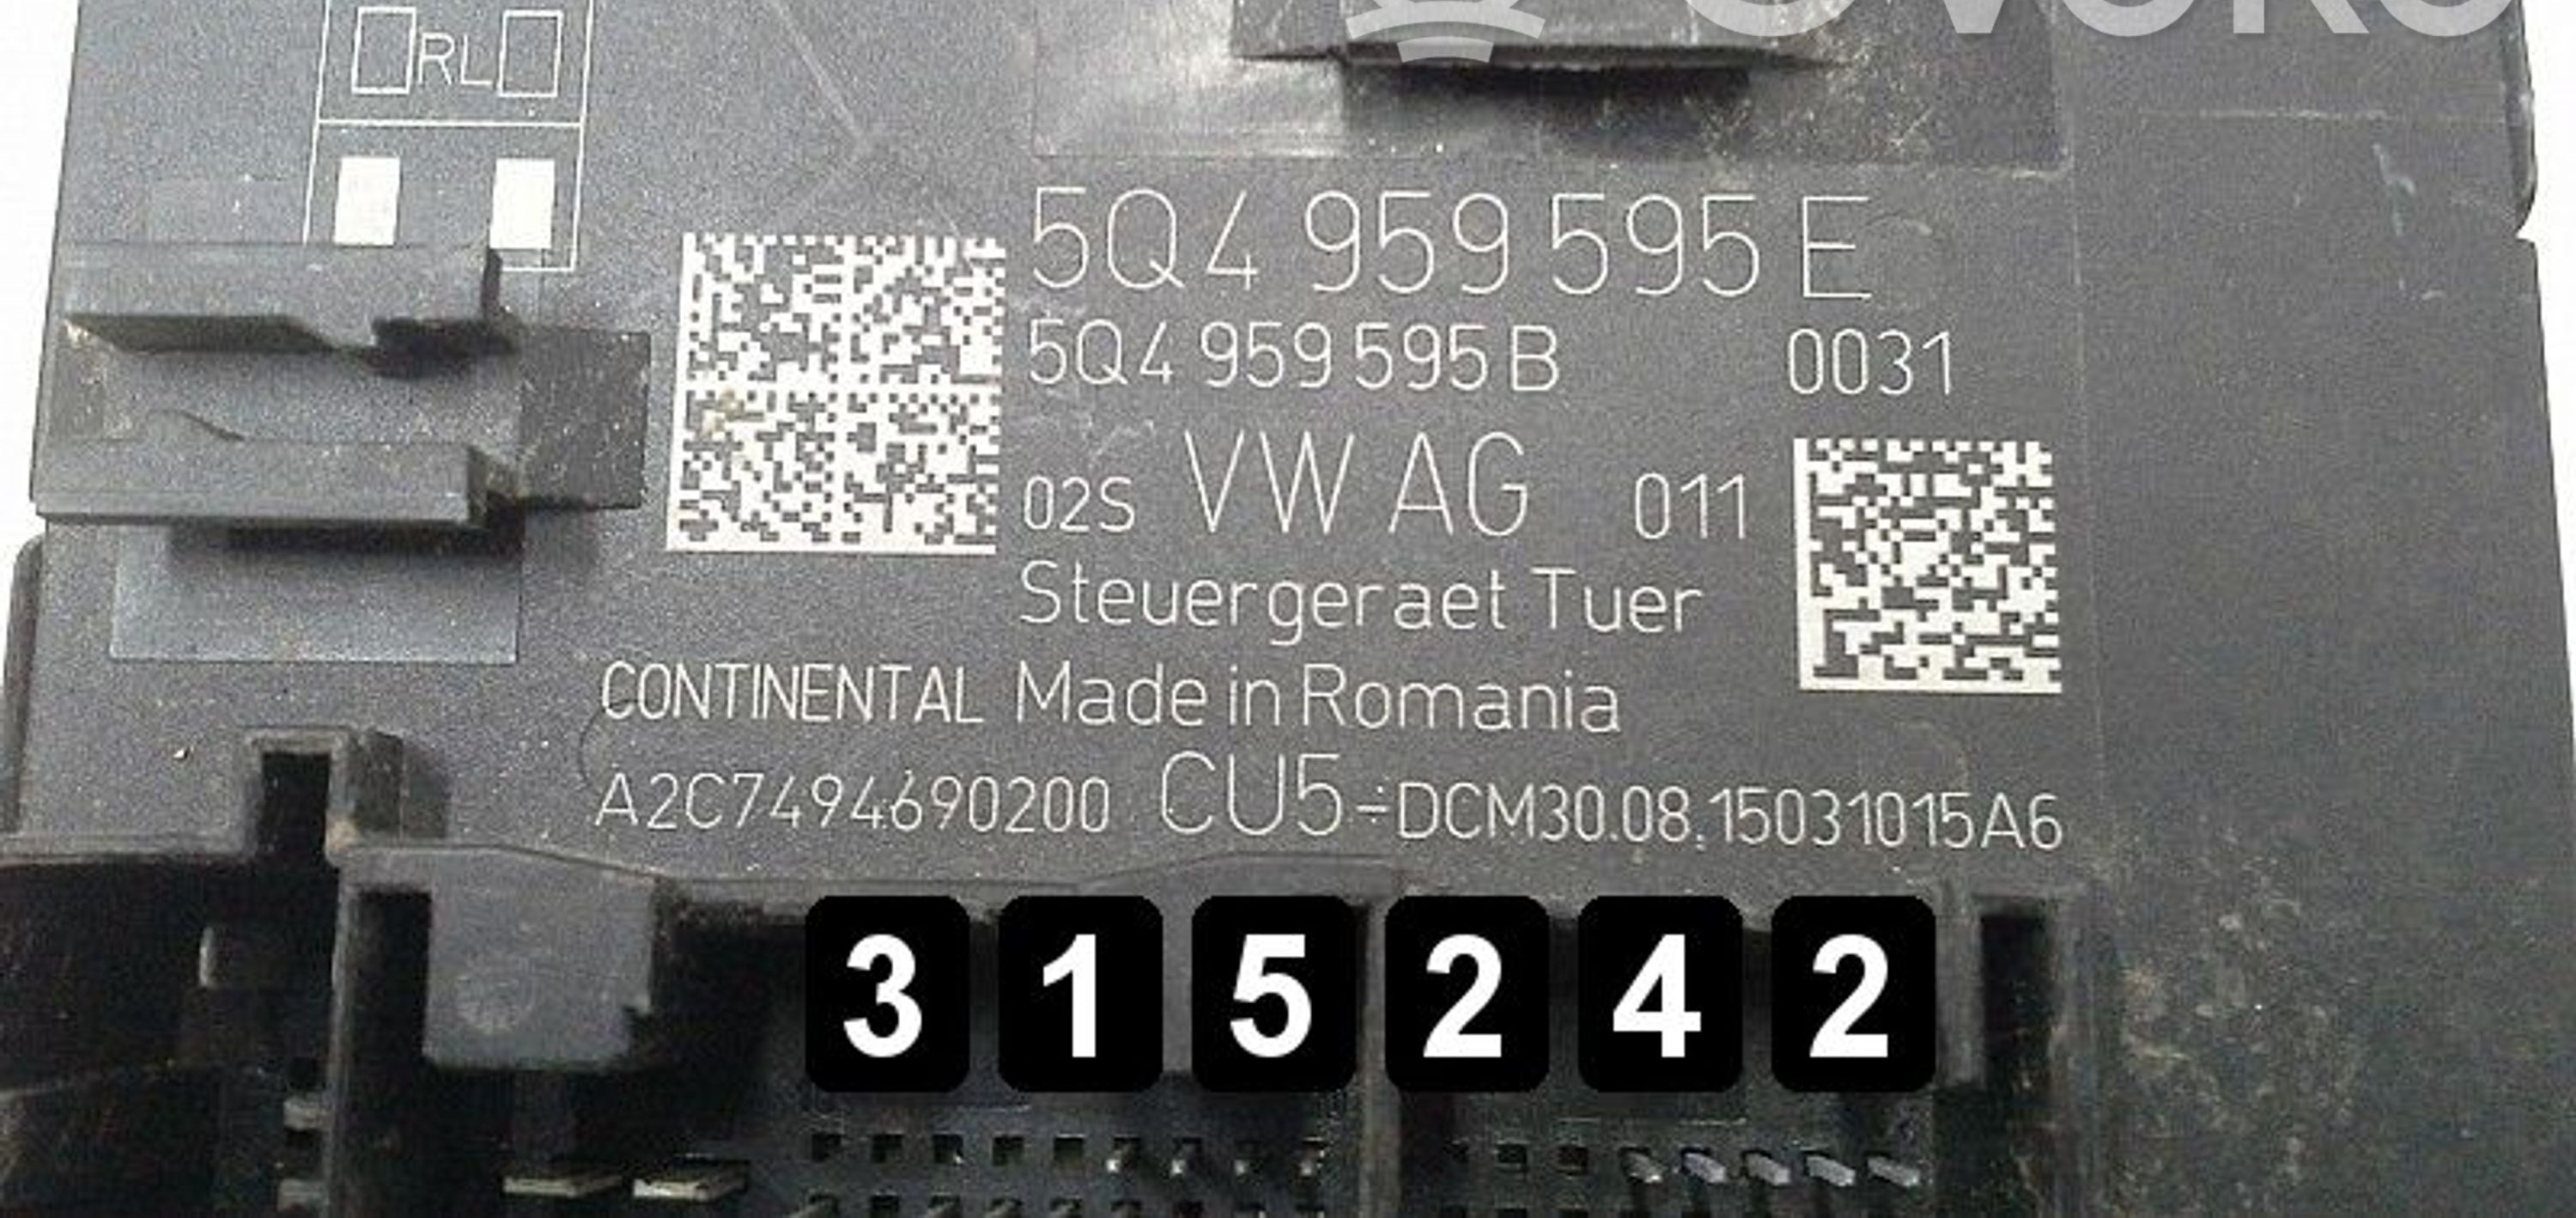 RL
5Q4 959 595 E
5Q4 959 595 B 0031
02S VW AG 011
Steuergeraet Tuer
CONTINENTAL Made in Romania
A2C7494690200 CU5-DCM30.08.15031015A6
3 1 5 2 4 2